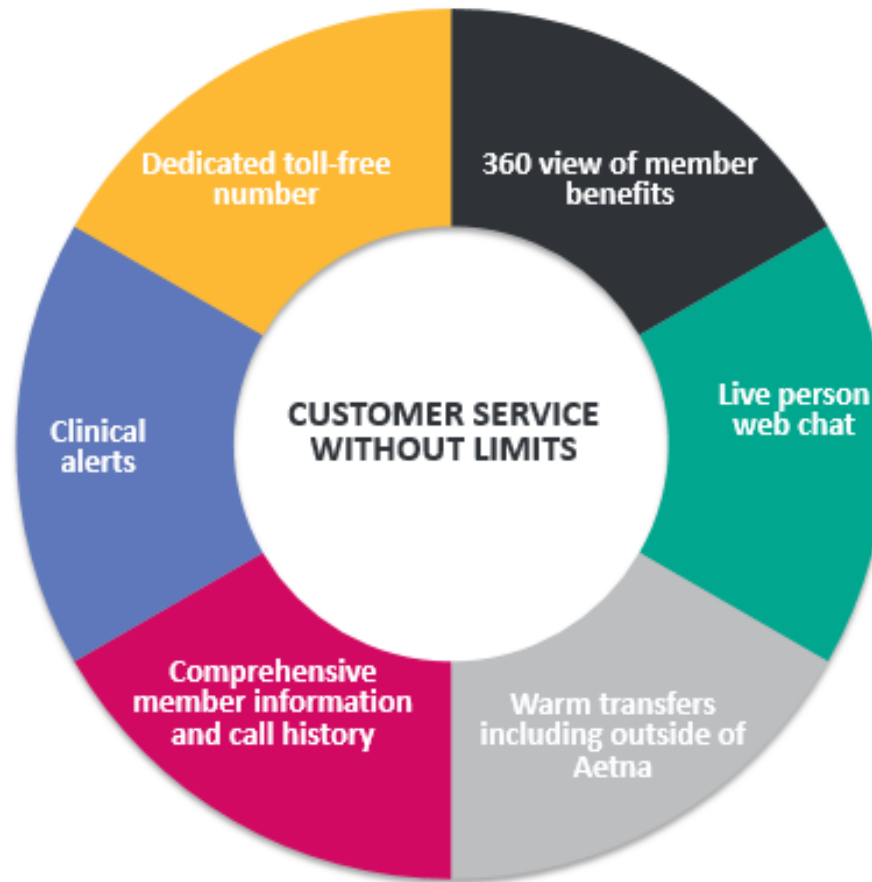 Dedicated toll-free
number
360 view of member
benefits
Clinical
alerts
CUSTOMER SERVICE
WITHOUT LIMITS
Live person
web chat
Comprehensive
member information
and call history
Warm transfers
including outside of
Aetna